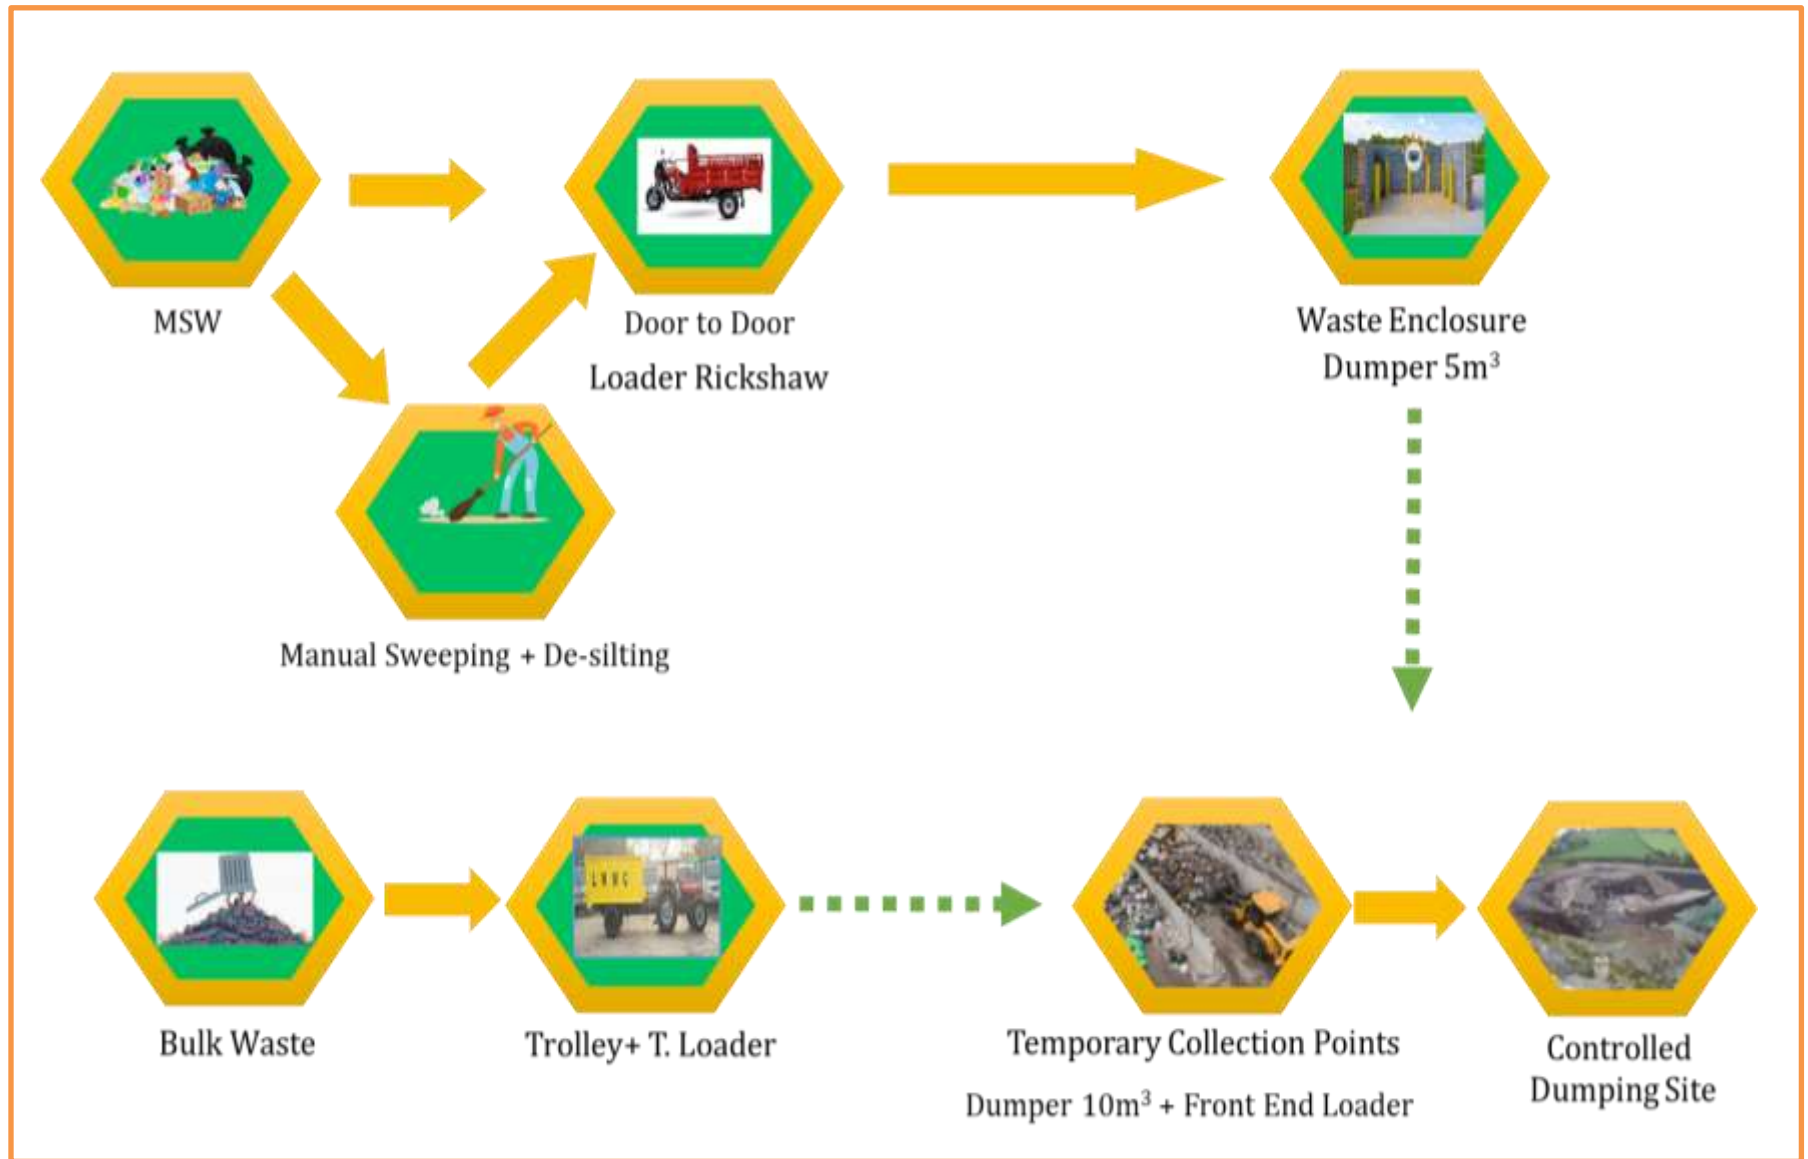 MSW
Door to Door
Loader Rickshaw
Waste Enclosure
Dumper 5m³
Manual Sweeping + De-silting
LWMC
Bulk Waste
Trolley+ T. Loader
Temporary Collection Points
Dumper 10m³ + Front End Loader
Controlled
Dumping Site